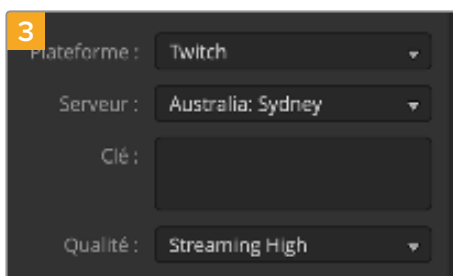 3
Plateforme : Twitch
Serveur : Australia: Sydney
Clé :
Qualité : Streaming High